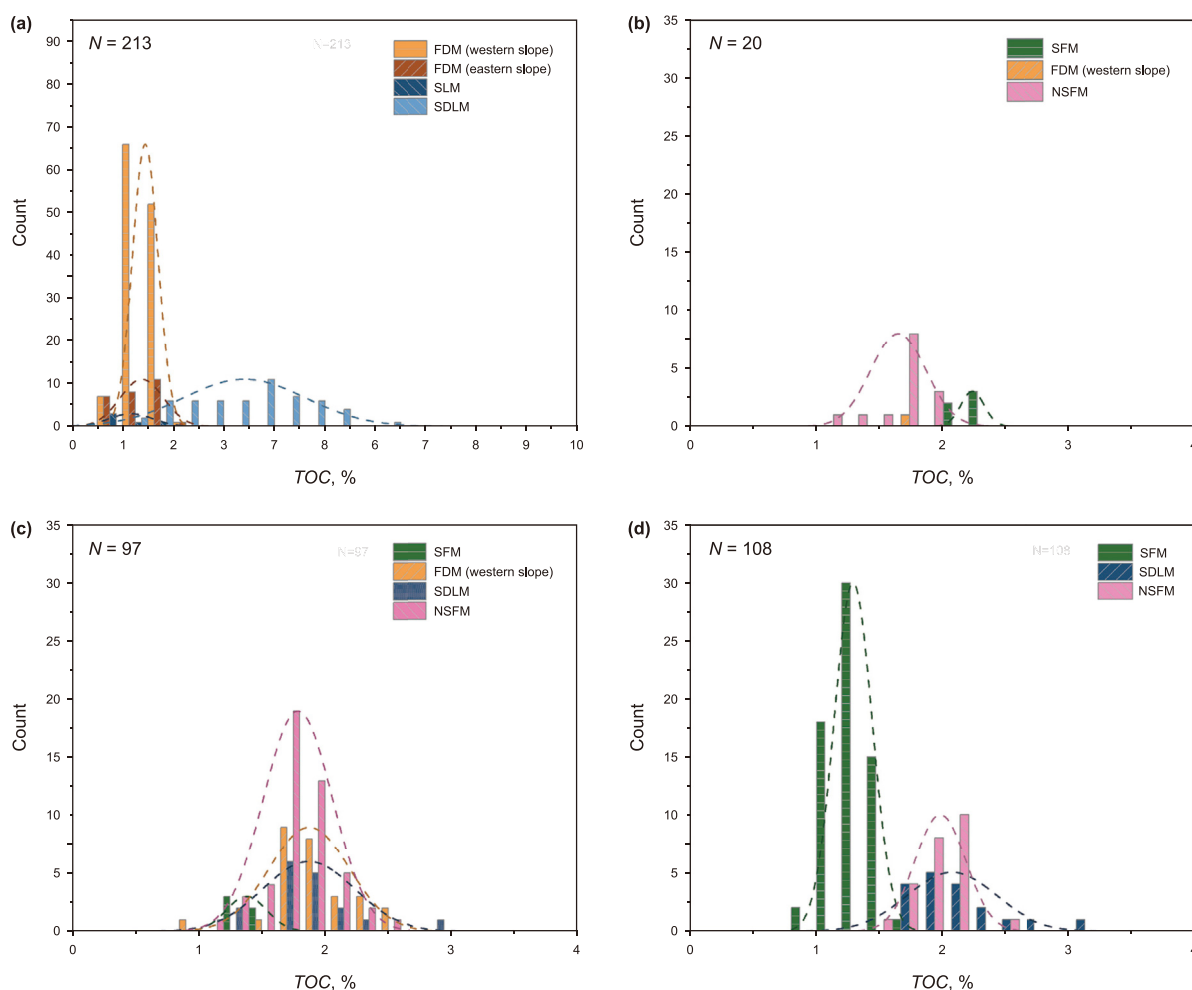 (a)
N = 213
N=213
FDM (western slope)
FDM (eastern slope)
SLM
SDLM
95
90
80
70
60
50
40
30
20
10
0
Count
0 1 2 3 6 7 8 7 8 10
TOC, %
(b)
N = 20
SFM
FDM (western slope)
NSFM
35
30
25
20
15
10
5
0
Count
0 1 2 3 4
TOC, %
(c)
N = 97
N=97
SFM
FDM (western slope)
SDLM
NSFM
35
30
25
20
15
10
5
0
Count
0 1 2 3 4
TOC, %
(d)
N = 108
N=108
SFM
SDLM
NSFM
35
30
25
20
15
10
5
0
Count
0 1 2 3 4
TOC, %